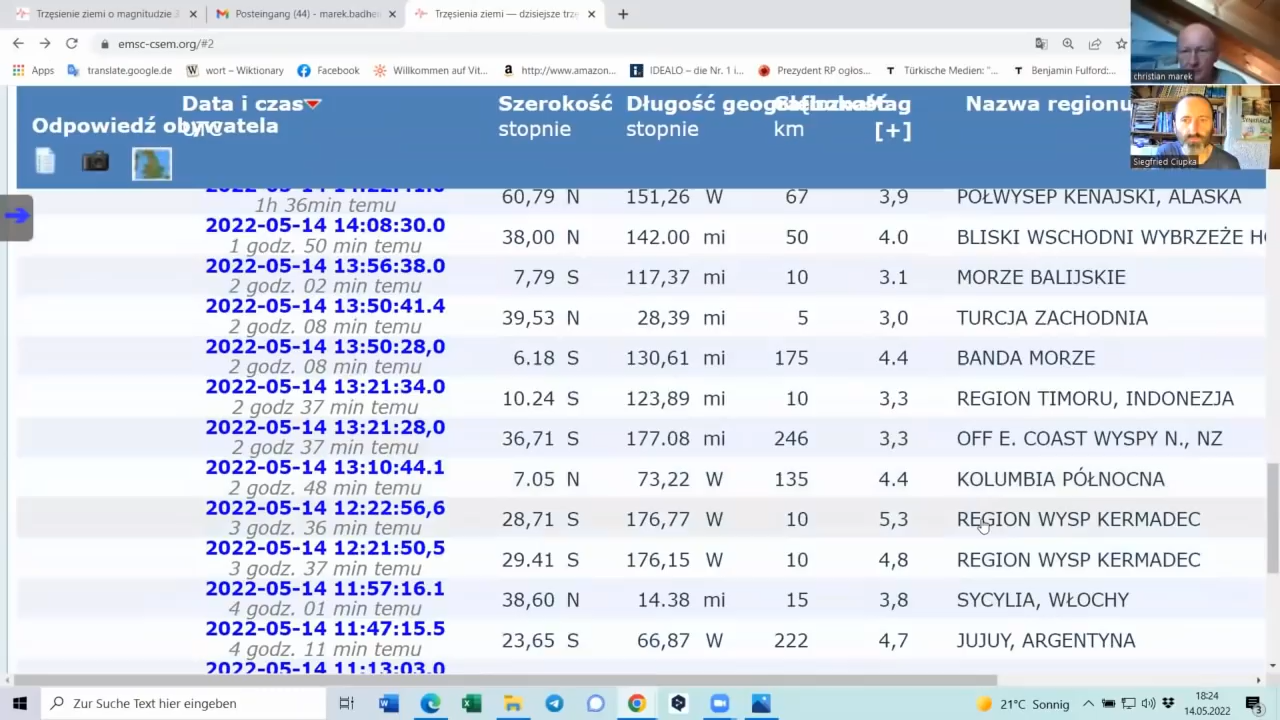 Trzęsienie ziemi o magnitudzie 3
Posteingang (44) - marek.badhei
Trzęsienia ziemi — dzisiejsze trzę
emsc-csem.org/#2
Apps
translate.google.de
wort – Wiktionary
Facebook
Willkommen auf Vit...
http://www.amazon...
IDEALO – die Nr. 1 i...
Prezydent RP ogłos...
Türkische Medien: "...
Benjamin Fulford:...
christian marek
Siegfried Ciupka
Data i czas Szerokość Długość geograficzna Mag Nazwa regionu
Odpowiedź obywatela UTC stopnie stopnie km [+]
60,79 N 151,26 W 67 3,9 PÓŁWYSEP KENAJSKI, ALASKA
1h 36min temu
2022-05-14 14:08:30.0 38,00 N 142.00 mi 50 4.0 BLISKI WSCHODNI WYBRZEŻE H
1 godz. 50 min temu
2022-05-14 13:56:38.0 7,79 S 117,37 mi 10 3.1 MORZE BALIJSKIE
2 godz. 02 min temu
2022-05-14 13:50:41.4 39,53 N 28,39 mi 5 3,0 TURCJA ZACHODNIA
2 godz. 08 min temu
2022-05-14 13:50:28,0 6.18 S 130,61 mi 175 4.4 BANDA MORZE
2 godz. 08 min temu
2022-05-14 13:21:34.0 10.24 S 123,89 mi 10 3,3 REGION TIMORU, INDONEZJA
2 godz 37 min temu
2022-05-14 13:21:28,0 36,71 S 177.08 mi 246 3,3 OFF E. COAST WYSPY N., NZ
2 godz. 37 min temu
2022-05-14 13:10:44.1 7.05 N 73,22 W 135 4.4 KOLUMBIA PÓŁNOCNA
2 godz. 48 min temu
2022-05-14 12:22:56,6 28,71 S 176,77 W 10 5,3 REGION WYSP KERMADEC
3 godz. 36 min temu
2022-05-14 12:21:50,5 29.41 S 176,15 W 10 4,8 REGION WYSP KERMADEC
3 godz. 37 min temu
2022-05-14 11:57:16.1 38,60 N 14.38 mi 15 3,8 SYCYLIA, WŁOCHY
4 godz. 01 min temu
2022-05-14 11:47:15.5 23,65 S 66,87 W 222 4,7 JUJUY, ARGENTYNA
4 godz. 11 min temu
2022-05-14 11:13:03.0
Zur Suche Text hier eingeben
21°C Sonnig
18:24
14.05.2022
3